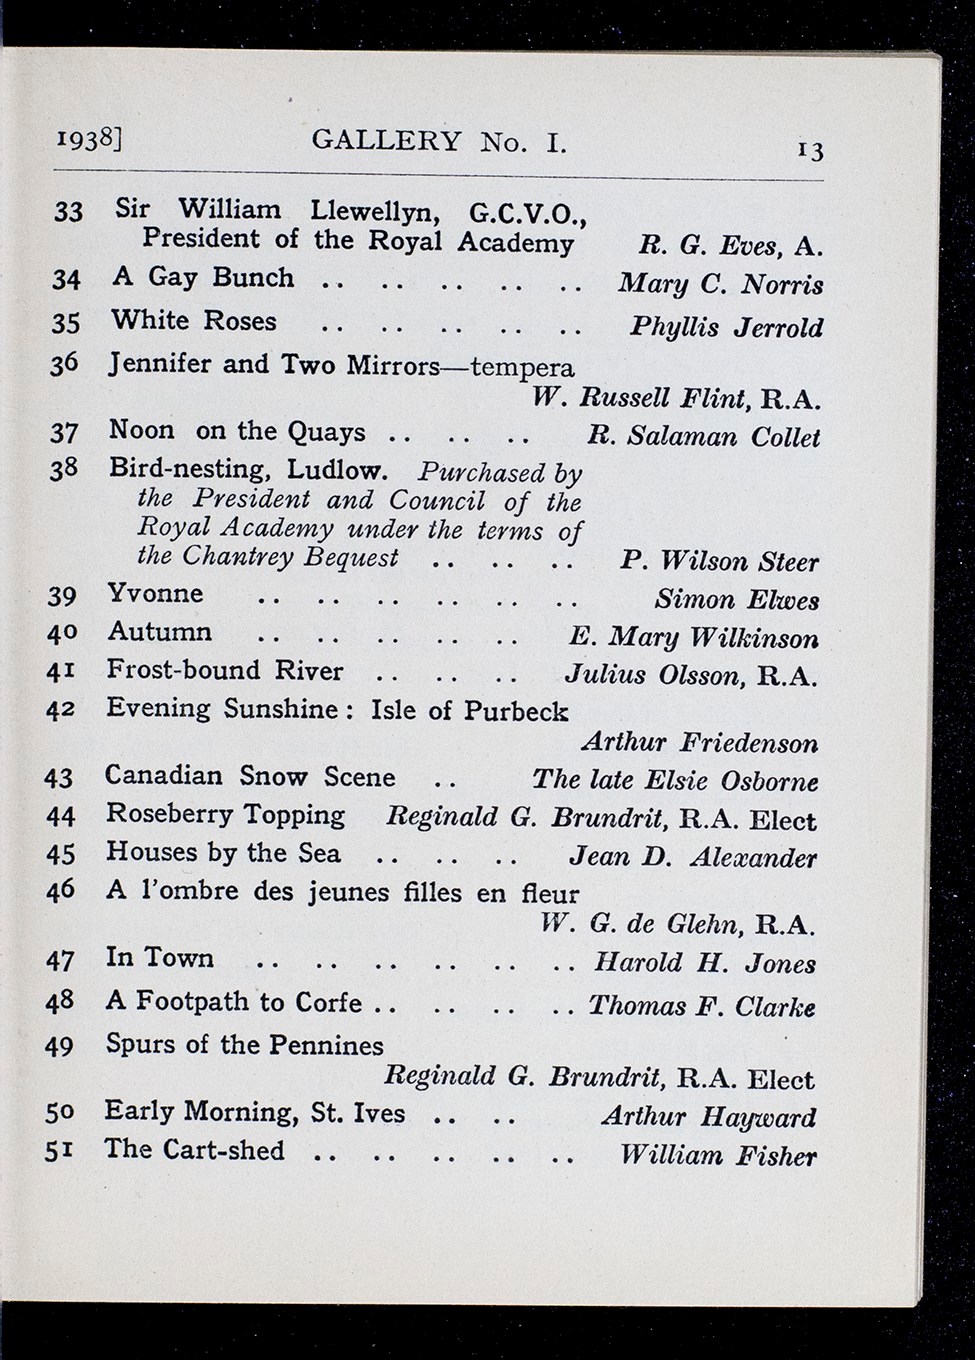 1938] GALLERY No. I. 13
33 Sir William Llewellyn, G.C.V.O.,
President of the Royal Academy R. G. Eves, A.
34 A Gay Bunch .. .. .. .. .. Mary C. Norris
35 White Roses .. .. .. .. .. Phyllis Jerrold
36 Jennifer and Two Mirrors—tempera
W. Russell Flint, R.A.
37 Noon on the Quays .. .. .. R. Salaman Collet
38 Bird-nesting, Ludlow. Purchased by
the President and Council of the
Royal Academy under the terms of
the Chantrey Bequest .. .. .. P. Wilson Steer
39 Yvonne .. .. .. .. .. .. Simon Elwes
40 Autumn .. .. .. .. .. E. Mary Wilkinson
41 Frost-bound River .. .. .. Julius Olsson, R.A.
42 Evening Sunshine : Isle of Purbeck
Arthur Friedenson
43 Canadian Snow Scene .. The late Elsie Osborne
44 Roseberry Topping Reginald G. Brundrit, R.A. Elect
45 Houses by the Sea .. .. .. Jean D. Alexander
46 A l'ombre des jeunes filles en fleur
W. G. de Glehn, R.A.
47 In Town .. .. .. .. .. .. Harold H. Jones
48 A Footpath to Corfe .. .. .. .. Thomas F. Clarke
49 Spurs of the Pennines
Reginald G. Brundrit, R.A. Elect
50 Early Morning, St. Ives .. .. Arthur Hayward
51 The Cart-shed .. .. .. .. .. William Fisher